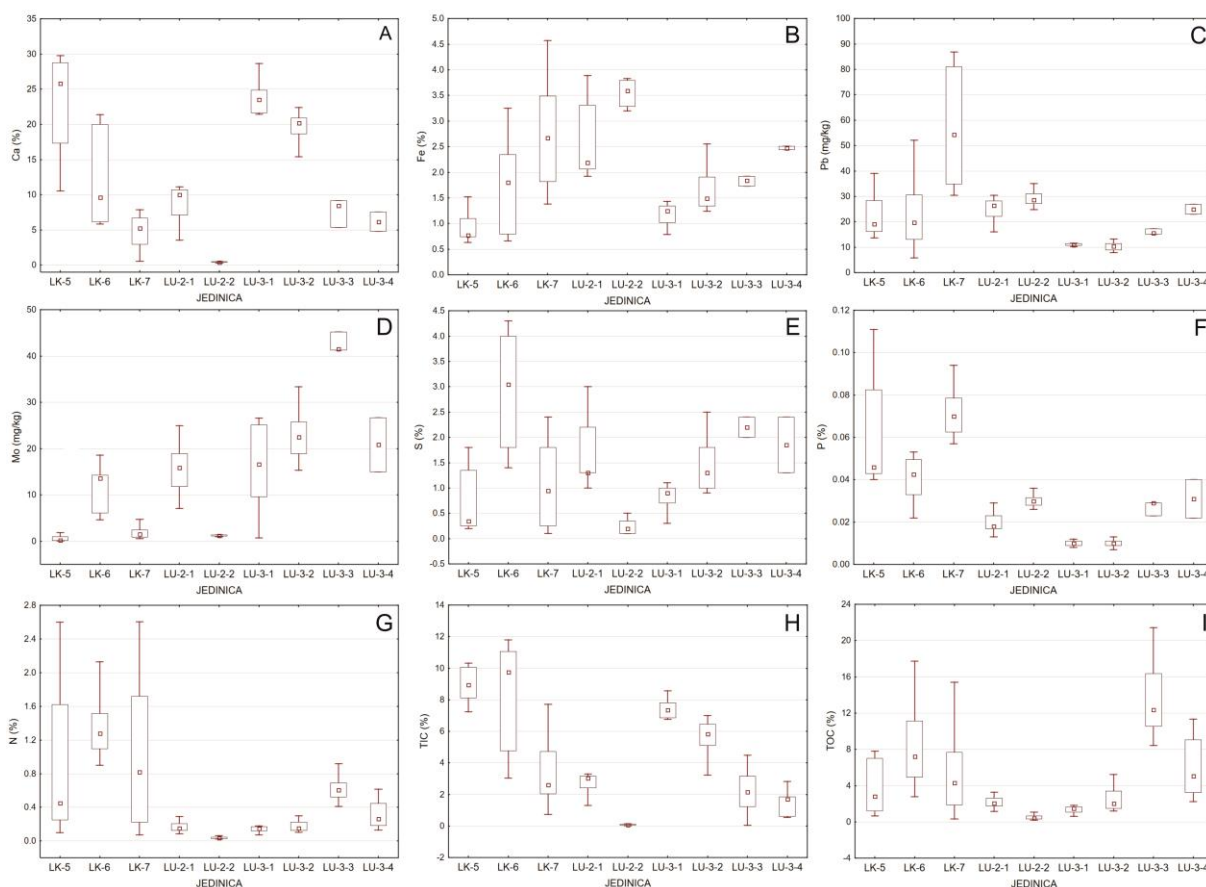 A
Ca (%)
35
30
25
20
15
10
5
0
LK-5 LK-6 LK-7 LU-2-1 LU-2-2 LU-3-1 LU-3-2 LU-3-3 LU-3-4
JEDINICA
B
Fe (%)
5.0
4.5
4.0
3.5
3.0
2.5
2.0
1.5
1.0
0.5
0.0
LK-5 LK-6 LK-7 LU-2-1 LU-2-2 LU-3-1 LU-3-2 LU-3-3 LU-3-4
JEDINICA
C
Pb (mg/kg)
100
90
80
70
60
50
40
30
20
10
0
LK-5 LK-6 LK-7 LU-2-1 LU-2-2 LU-3-1 LU-3-2 LU-3-3 LU-3-4
JEDINICA
D
Mo (mg/kg)
50
40
30
20
10
0
LK-5 LK-6 LK-7 LU-2-1 LU-2-2 LU-3-1 LU-3-2 LU-3-3 LU-3-4
JEDINICA
E
S (%)
5.0
4.5
4.0
3.5
3.0
2.5
2.0
1.5
1.0
0.5
0.0
-0.5
LK-5 LK-6 LK-7 LU-2-1 LU-2-2 LU-3-1 LU-3-2 LU-3-3 LU-3-4
JEDINICA
F
P (%)
0.12
0.10
0.08
0.06
0.04
0.02
0.00
LK-5 LK-6 LK-7 LU-2-1 LU-2-2 LU-3-1 LU-3-2 LU-3-3 LU-3-4
JEDINICA
G
N (%)
2.8
2.4
2.0
1.6
1.2
0.8
0.4
0.0
LK-5 LK-6 LK-7 LU-2-1 LU-2-2 LU-3-1 LU-3-2 LU-3-3 LU-3-4
JEDINICA
H
TIC (%)
14
12
10
8
6
4
2
0
-2
LK-5 LK-6 LK-7 LU-2-1 LU-2-2 LU-3-1 LU-3-2 LU-3-3 LU-3-4
JEDINICA
I
TOC (%)
24
20
16
12
8
4
0
-4
LK-5 LK-6 LK-7 LU-2-1 LU-2-2 LU-3-1 LU-3-2 LU-3-3 LU-3-4
JEDINICA